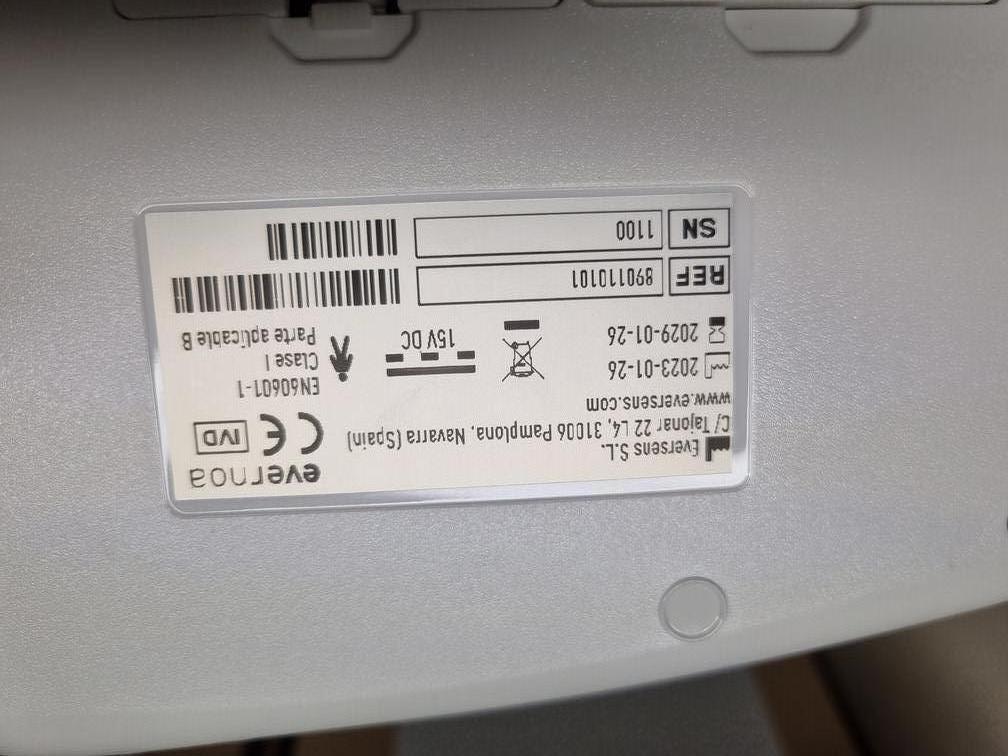 evernoa
Eversens S.L.
C/ Tajonar 22 L4, 31006 Pamplona, Navarra (Spain)
www.eversens.com
CE IVD
2023-01-26
2029-01-26
15V DC
EN60601-1
Clase I
Parte aplicable B
REF 890110101
SN 1100